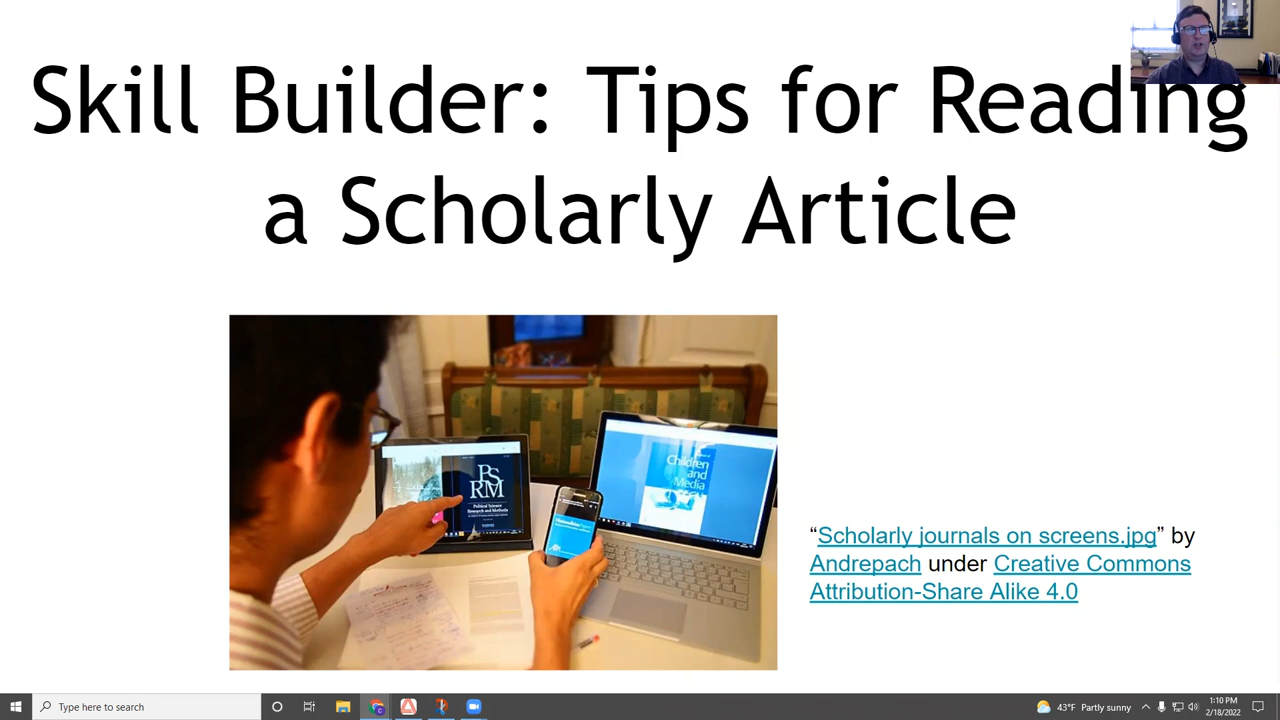 Skill Builder: Tips for Reading
a Scholarly Article
PS
RM
Political Science
Research and Methods
Children
and
Media
“Scholarly journals on screens.jpg” by
Andrepach under Creative Commons
Attribution-Share Alike 4.0
Type here to search
43°F Partly sunny
1:10 PM
2/18/2022